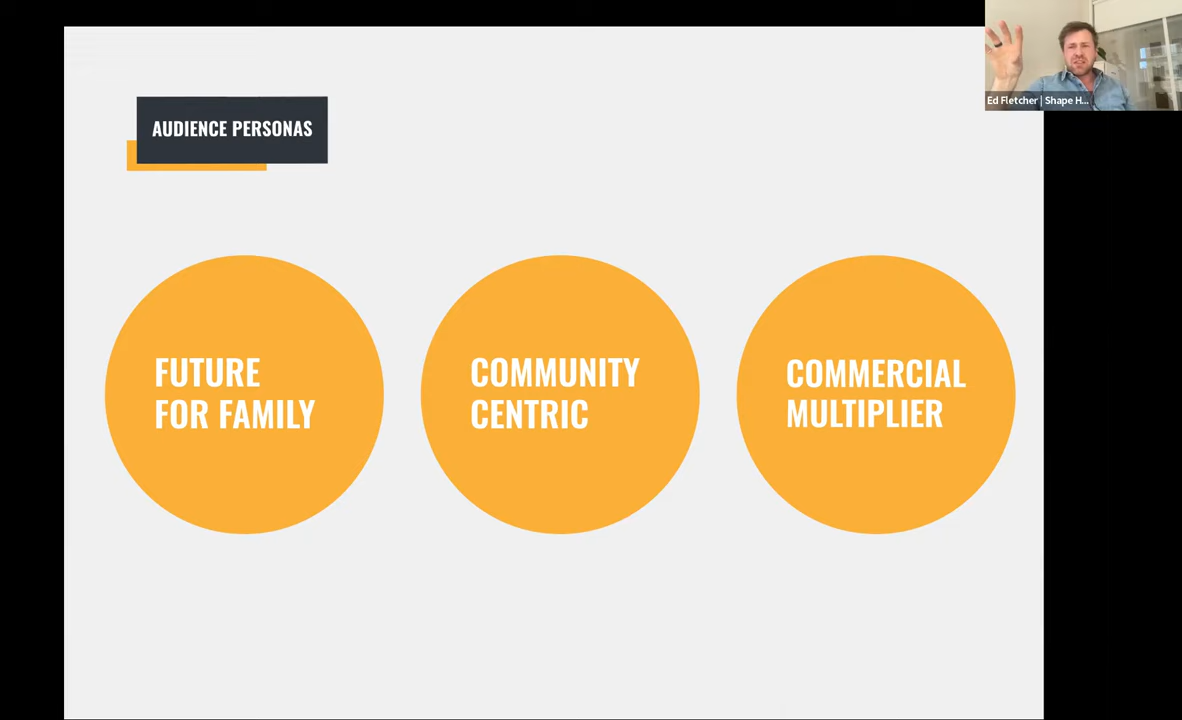 AUDIENCE PERSONAS
FUTURE
FOR FAMILY
COMMUNITY
CENTRIC
COMMERCIAL
MULTIPLIER
Ed Fletcher | Shape H...